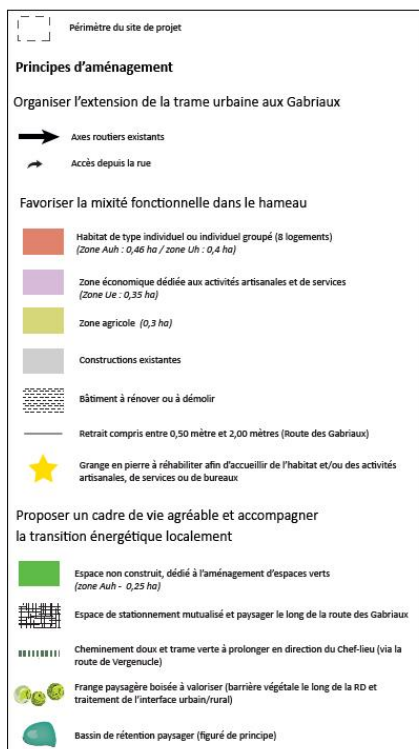 Périmètre du site de projet
Principes d'aménagement
Organiser l'extension de la trame urbaine aux Gabriaux
Axes routiers existants
Accès depuis la rue
Favoriser la mixité fonctionnelle dans le hameau
Habitat de type individuel ou individuel groupé (8 logements)
(Zone Auh : 0,46 ha / zone Uh : 0,4 ha)
Zone économique dédiée aux activités artisanales et de services
(Zone Ue : 0,35 ha)
Zone agricole (0,3 ha)
Constructions existantes
Bâtiment à rénover ou à démolir
Retrait compris entre 0,50 mètre et 2,00 mètres (Route des Gabriaux)
Grange en pierre à réhabiliter afin d'accueillir de l'habitat et/ou des activités
artisanales, de services ou de bureaux
Proposer un cadre de vie agréable et accompagner
la transition énergétique localement
Espace non construit, dédié à l'aménagement d'espaces verts
(zone Auh - 0,25 ha)
Espace de stationnement mutualisé et paysager le long de la route des Gabriaux
Cheminement doux et trame verte à prolonger en direction du Chef-lieu (via la
route de Vergenucle)
Frange paysagère boisée à valoriser (barrière végétale le long de la RD et
traitement de l'interface urbain/rural)
Bassin de rétention paysager (figuré de principe)